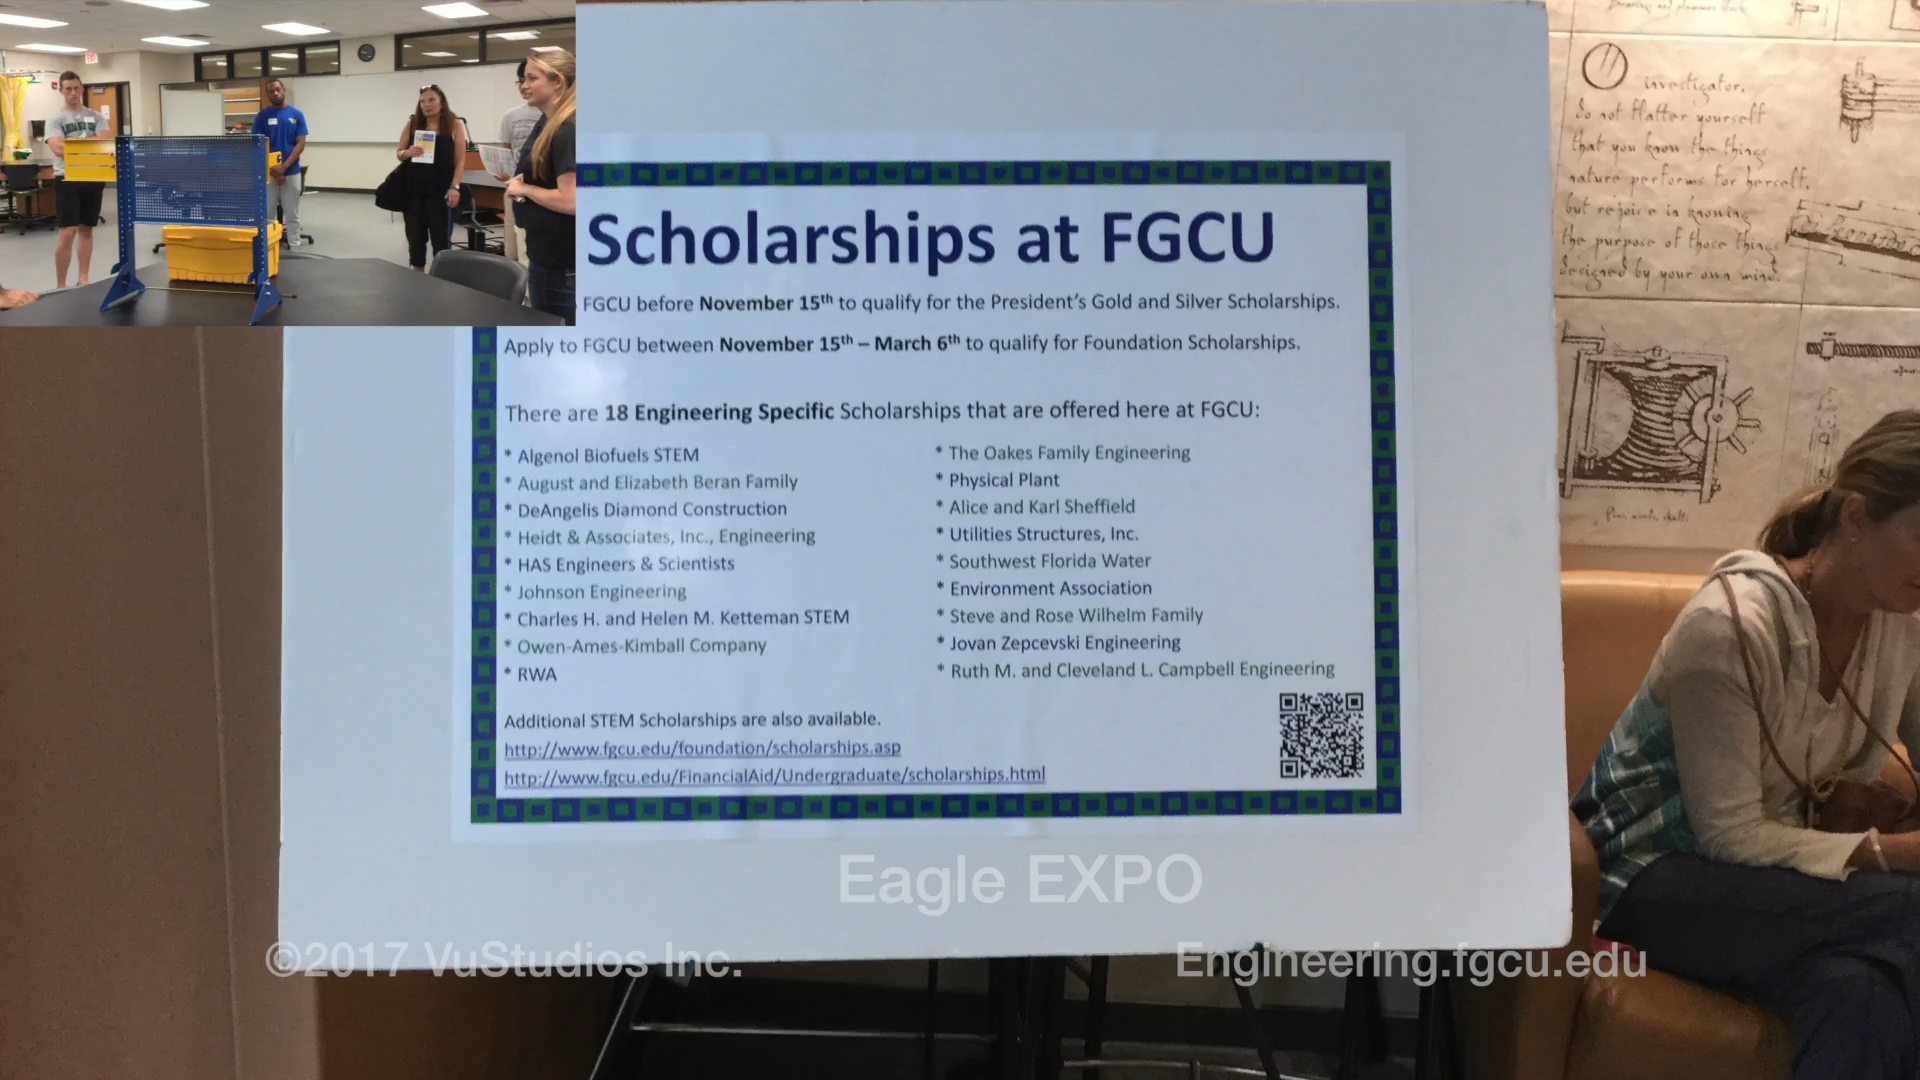 Scholarships at FGCU
FGCU before November 15th to qualify for the President's Gold and Silver Scholarships.
Apply to FGCU between November 15th – March 6th to qualify for Foundation Scholarships.
There are 18 Engineering Specific Scholarships that are offered here at FGCU:
* Algenol Biofuels STEM
* August and Elizabeth Beran Family
* DeAngelis Diamond Construction
* Heidt & Associates, Inc., Engineering
* HAS Engineers & Scientists
* Johnson Engineering
* Charles H. and Helen M. Ketteman STEM
* Owen-Ames-Kimball Company
* RWA
* The Oakes Family Engineering
* Physical Plant
* Alice and Karl Sheffield
* Utilities Structures, Inc.
* Southwest Florida Water
* Environment Association
* Steve and Rose Wilhelm Family
* Jovan Zepcevski Engineering
* Ruth M. and Cleveland L. Campbell Engineering
Additional STEM Scholarships are also available.
http://www.fgcu.edu/foundation/scholarships.asp
http://www.fgcu.edu/FinancialAid/Undergraduate/scholarships.html
investigator,
do not flatter yourself
that you know the things
nature performs for herself,
but rejoice in knowing
the purpose of those things
designed by your own mind.
Eagle EXPO
©2017 VuStudios Inc.
Engineering.fgcu.edu